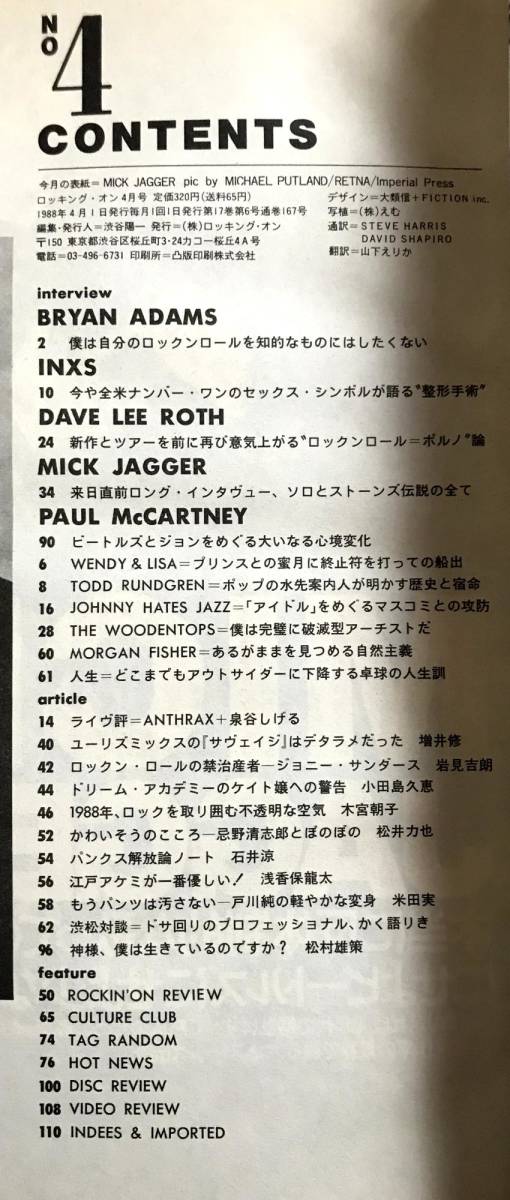 NO
4
CONTENTS
今月の表紙=MICK JAGGER pic by MICHAEL PUTLAND/RETNA/Imperial Press
ロッキング・オン4月号 定価320円(送料65円)
1988年4月1日発行毎月1回1日発行第17巻第6号通巻167号
編集・発行人=渋谷陽一 発行=(株)ロッキング・オン
〒150 東京都渋谷区桜丘町3・24カコー桜丘4A号
電話=03-496-6731 印刷所=凸版印刷株式会社
デザイン=大類信+FICTION inc.
写植=(株)えむ
通訳=STEVE HARRIS
DAVID SHAPIRO
翻訳=山下えりか
interview
BRYAN ADAMS
2 僕は自分のロックンロールを知的なものにはしたくない
INXS
10 今や全米ナンバー・ワンのセックス・シンボルが語る"整形手術"
DAVE LEE ROTH
24 新作とツアーを前に再び意気上がる"ロックンロール=ポルノ"論
MICK JAGGER
34 来日直前ロング・インタヴュー、ソロとストーンズ伝説の全て
PAUL McCARTNEY
90 ビートルズとジョンをめぐる大いなる心境変化
6 WENDY & LISA=プリンスとの蜜月に終止符を打っての船出
8 TODD RUNDGREN=ポップの水先案内人が明かす歴史と宿命
16 JOHNNY HATES JAZZ=「アイドル」をめぐるマスコミとの攻防
28 THE WOODENTOPS=僕は完璧に破滅型アーチストだ
60 MORGAN FISHER=あるがままを見つめる自然主義
61 人生=どこまでもアウトサイダーに下降する卓球の人生訓
article
14 ライヴ評=ANTHRAX+泉谷しげる
40 ユーリズミックスの『サヴェイジ』はデタラメだった 増井修
42 ロックン・ロールの禁治産者―ジョニー・サンダース 岩見吉朗
44 ドリーム・アカデミーのケイト嬢への警告 小田島久恵
46 1988年、ロックを取り囲む不透明な空気 木宮朝子
52 かわいそうのこころ―忌野清志郎とぼのぼの 松井力也
54 パンクス解放論ノート 石井涼
56 江戸アケミが一番優しい! 浅香保龍太
58 もうパンツは汚さない―戸川純の軽やかな変身 米田実
62 渋松対談=ドサ回りのプロフェッショナル、かく語りき
96 神様、僕は生きているのですか? 松村雄策
feature
50 ROCKIN'ON REVIEW
65 CULTURE CLUB
74 TAG RANDOM
76 HOT NEWS
100 DISC REVIEW
108 VIDEO REVIEW
110 INDEES & IMPORTED